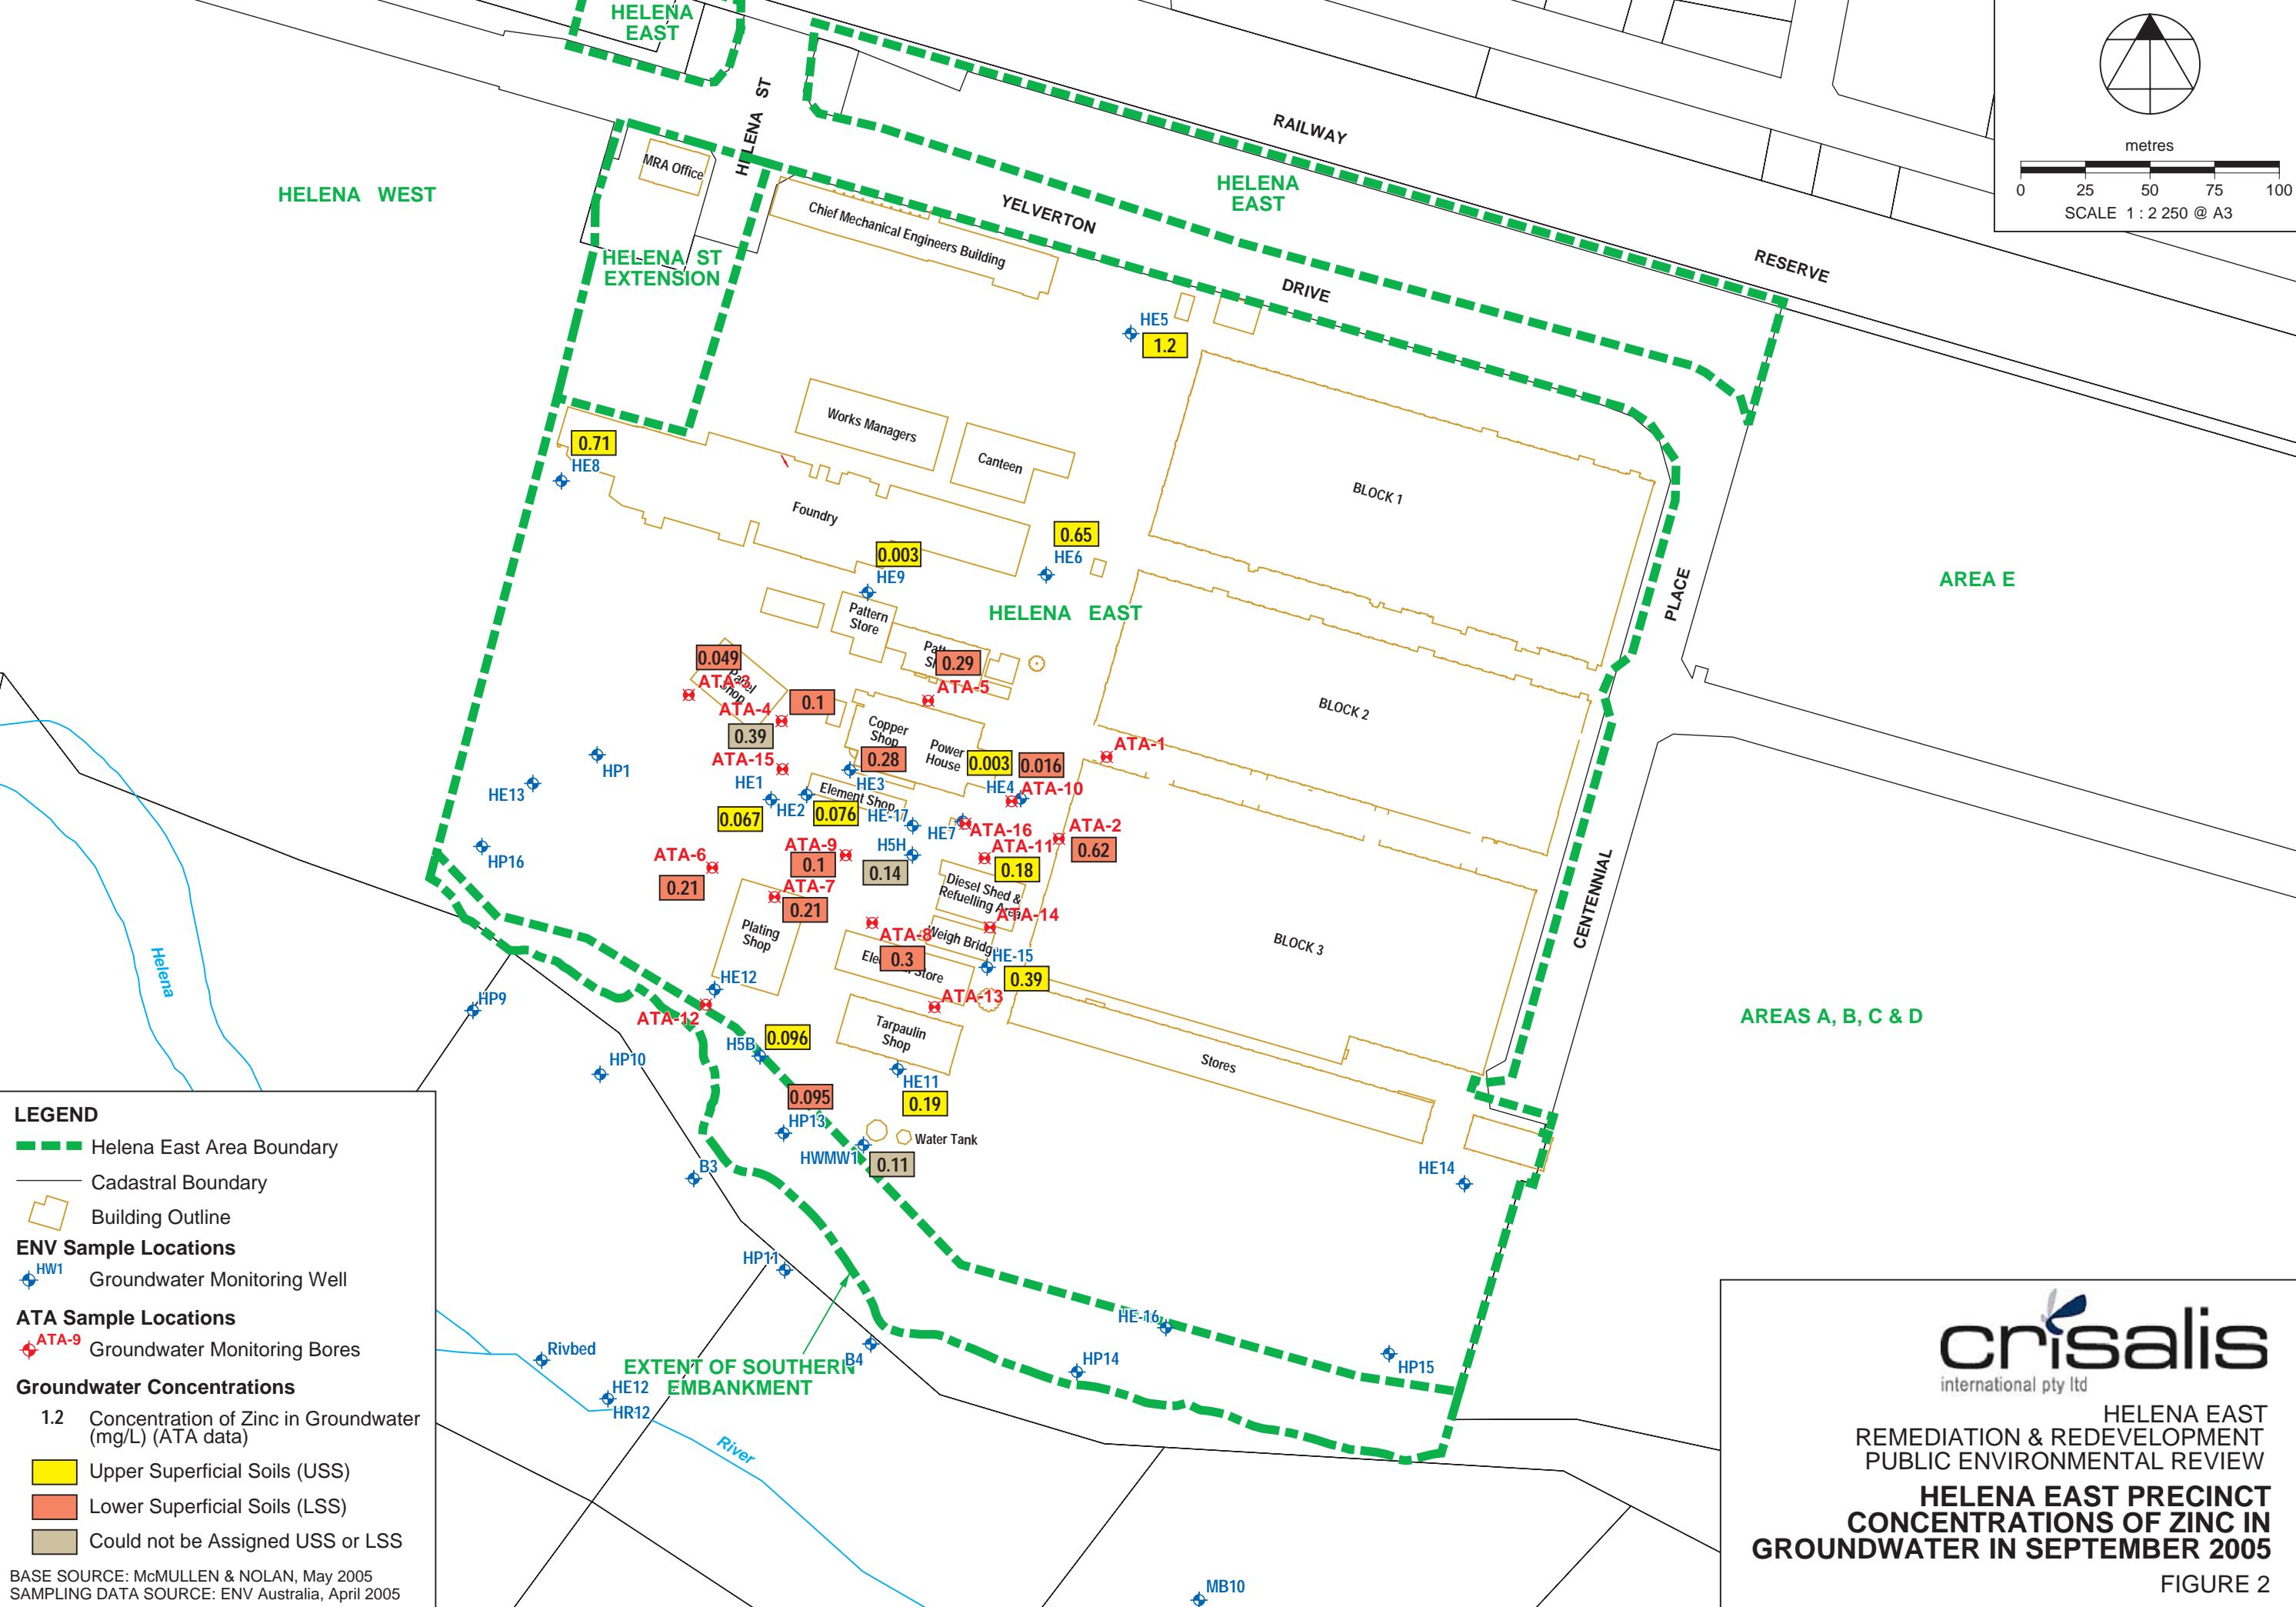 HELENA
EAST
HELENA ST
RAILWAY
metres
0 25 50 75 100
SCALE 1 : 2 250 @ A3
MRA Office
HELENA WEST
HELENA
EAST
YELVERTON
Chief Mechanical Engineers Building
RESERVE
HELENA ST
EXTENSION
DRIVE
HE5
1.2
Works Managers
Canteen
0.71
HE8
BLOCK 1
Foundry
0.65
HE6
0.003
HE9
AREA E
PLACE
HELENA EAST
Pattern
Store
0.049
ATA-3
Panel
Shop
0.29
ATA-5
0.1
ATA-4
0.39
ATA-15
BLOCK 2
Copper
Shop
Power
House
0.28
HE3
0.003
0.016
ATA-1
HP1
HE13
HE1
HE2
0.067
Element Shop
0.076
HE-17
HE4
ATA-10
HE7
ATA-16
ATA-2
0.62
HP16
ATA-6
0.21
ATA-9
0.1
H5H
0.14
ATA-11
0.18
ATA-7
0.21
Diesel Shed &
Refuelling Area
ATA-14
CENTENNIAL
Plating
Shop
ATA-8
0.3
Weigh Bridge
Store
HE-15
0.39
BLOCK 3
Helena
HE12
HP9
ATA-12
ATA-13
AREAS A, B, C & D
Tarpaulin
Shop
H5B
0.096
HP10
HE11
0.19
Stores
0.095
HP13
Water Tank
HWMW1
0.11
B3
HE14
HP11
HE-16
HP14
HP15
B4
Rivbed
EXTENT OF SOUTHERN
EMBANKMENT
HE12
HR12
River
MB10
LEGEND
Helena East Area Boundary
Cadastral Boundary
Building Outline
ENV Sample Locations
HW1 Groundwater Monitoring Well
ATA Sample Locations
ATA-9 Groundwater Monitoring Bores
Groundwater Concentrations
1.2 Concentration of Zinc in Groundwater
(mg/L) (ATA data)
Upper Superficial Soils (USS)
Lower Superficial Soils (LSS)
Could not be Assigned USS or LSS
BASE SOURCE: McMULLEN & NOLAN, May 2005
SAMPLING DATA SOURCE: ENV Australia, April 2005
crisalis
international pty ltd
HELENA EAST
REMEDIATION & REDEVELOPMENT
PUBLIC ENVIRONMENTAL REVIEW
HELENA EAST PRECINCT
CONCENTRATIONS OF ZINC IN
GROUNDWATER IN SEPTEMBER 2005
FIGURE 2